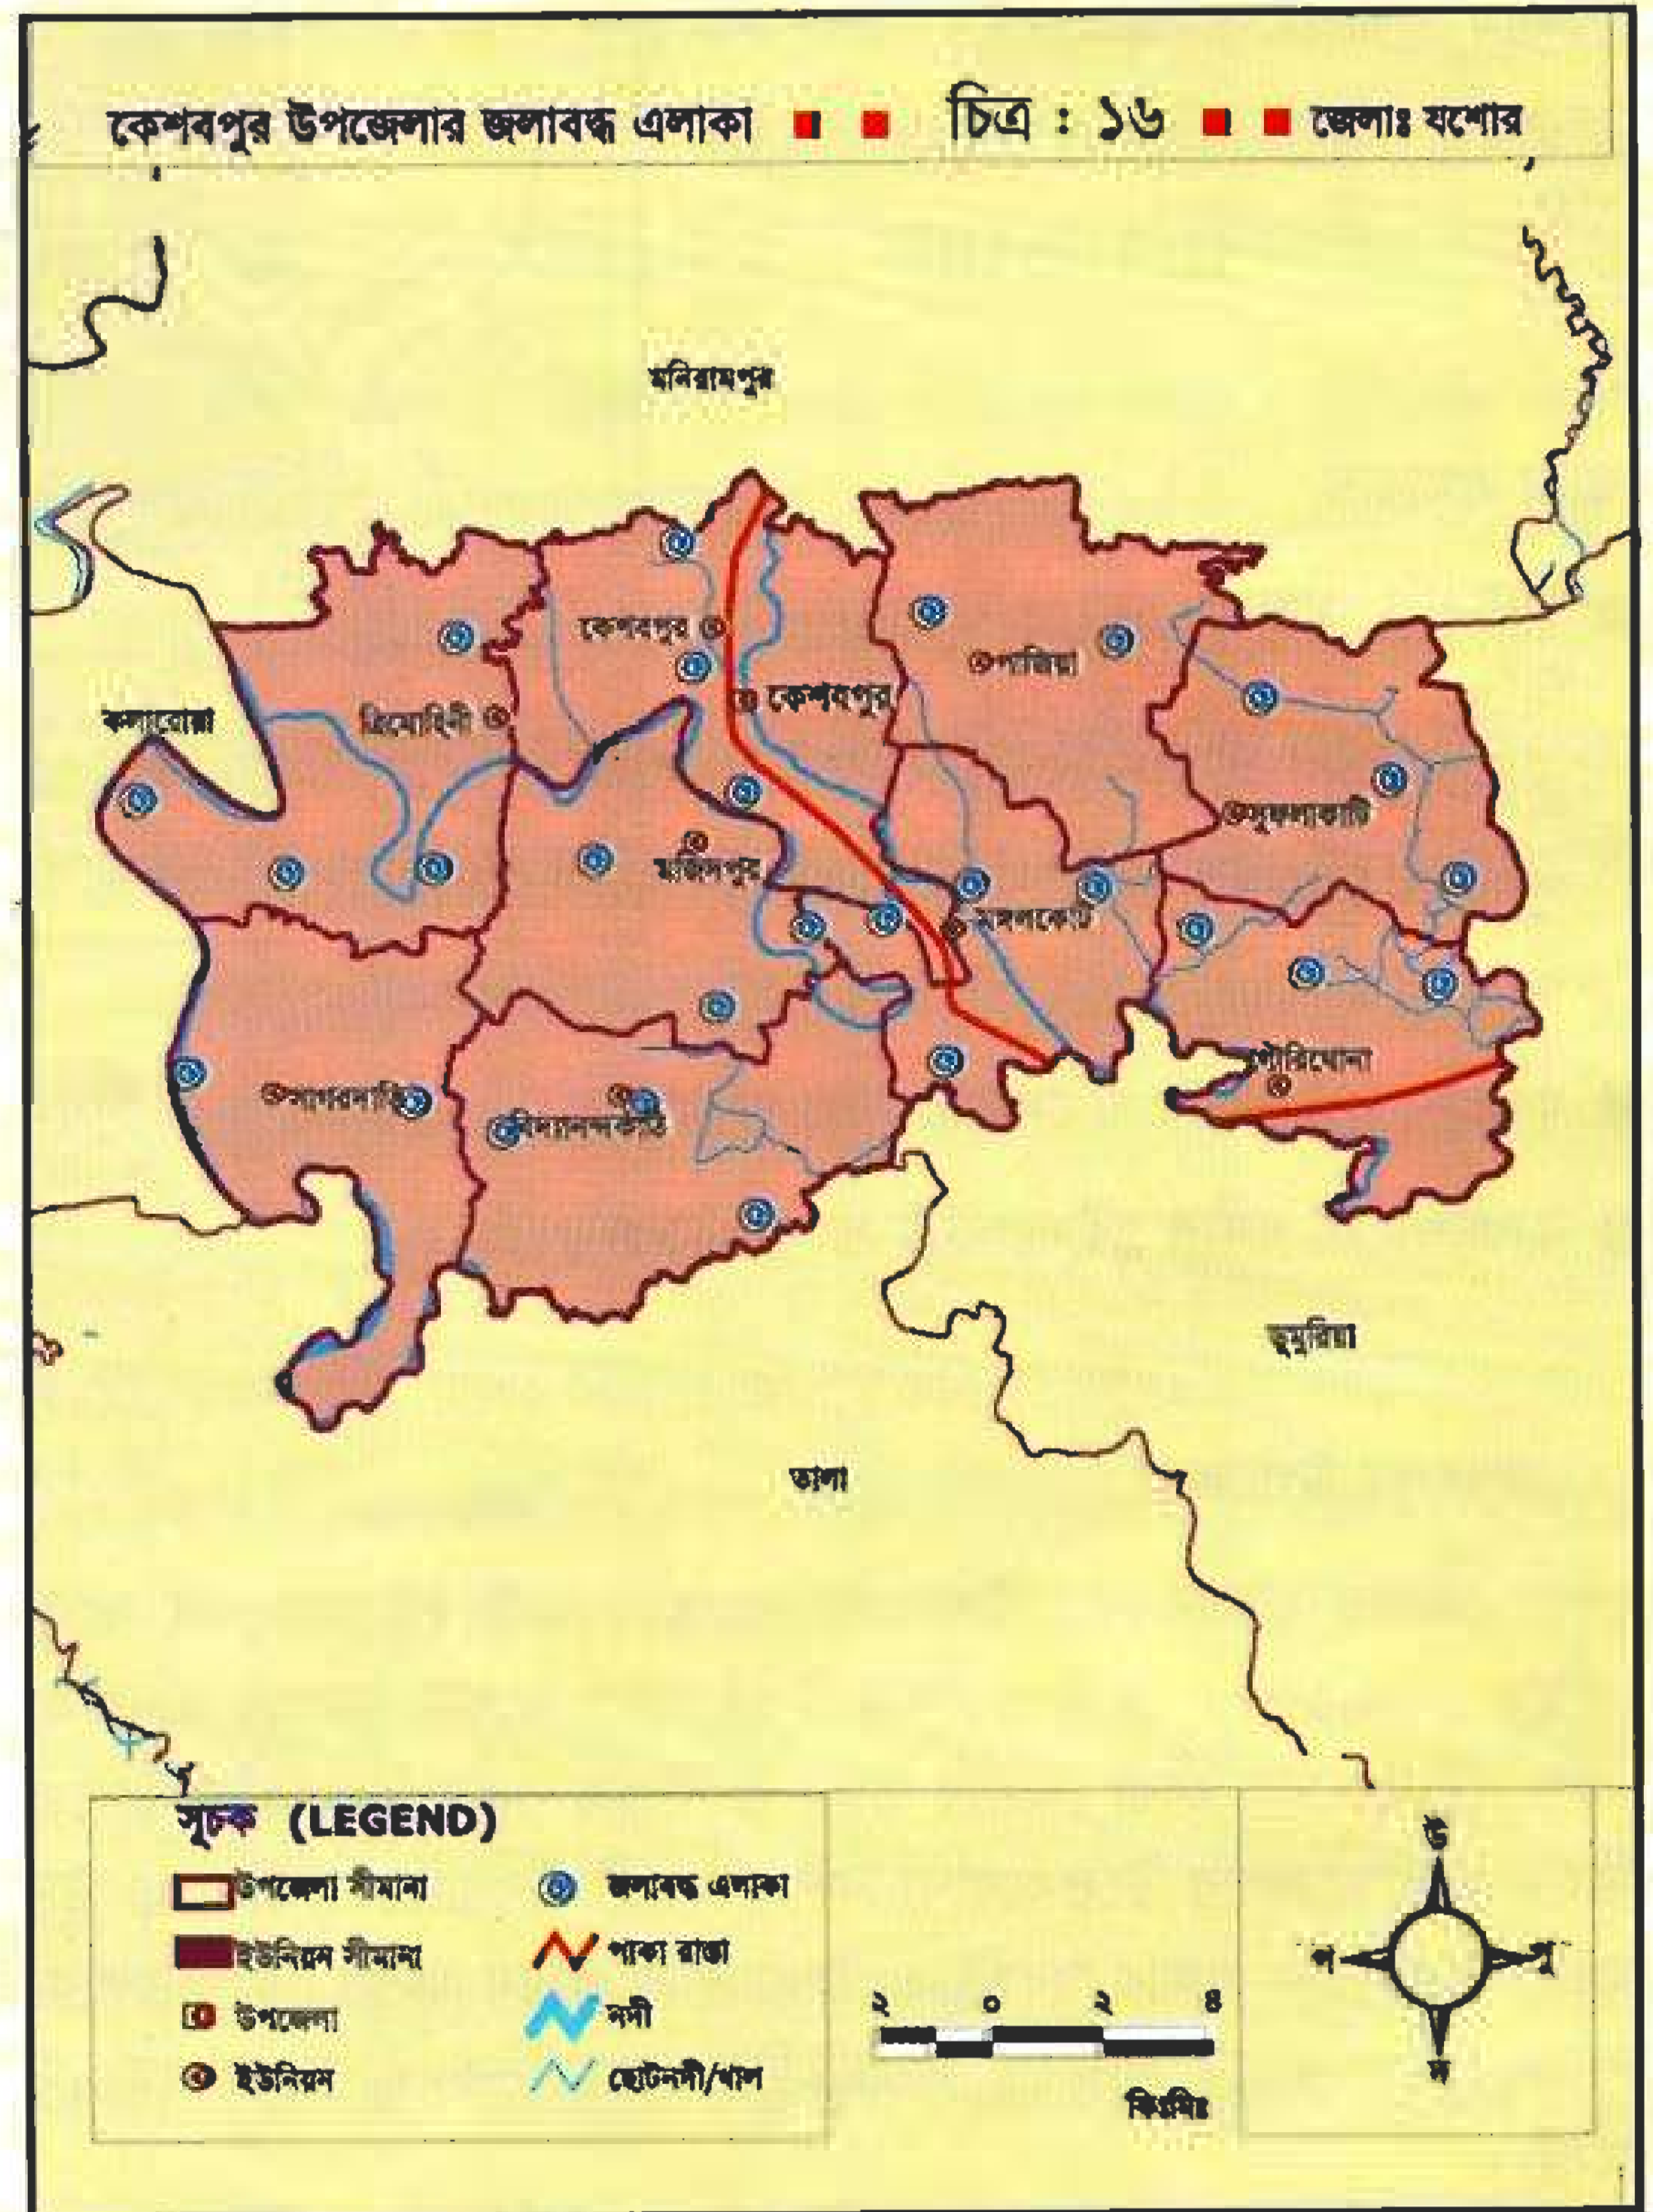 কেশবপুর উপজেলার জলাবদ্ধ এলাকা চিত্র : ১৬ জেলাঃ যশোর
মনিরামপুর
কেশবপুর
পাজিয়া
কেশবপুর
কলারোয়া
ত্রিমোহিনী
সুফলাকাটি
মজিদপুর
মঙ্গলকোট
গৌরিঘোনা
সাগরদাড়ি
বিদ্যানন্দকাটি
ডুমুরিয়া
তালা
সূচক (LEGEND)
উপজেলা সীমানা
ইউনিয়ন সীমানা
উপজেলা
ইউনিয়ন
জলাবদ্ধ এলাকা
পাকা রাস্তা
নদী
ছোটনদী/খাল
২ ০ ২ ৪
কিঃমিঃ
উ
প পূ
দ